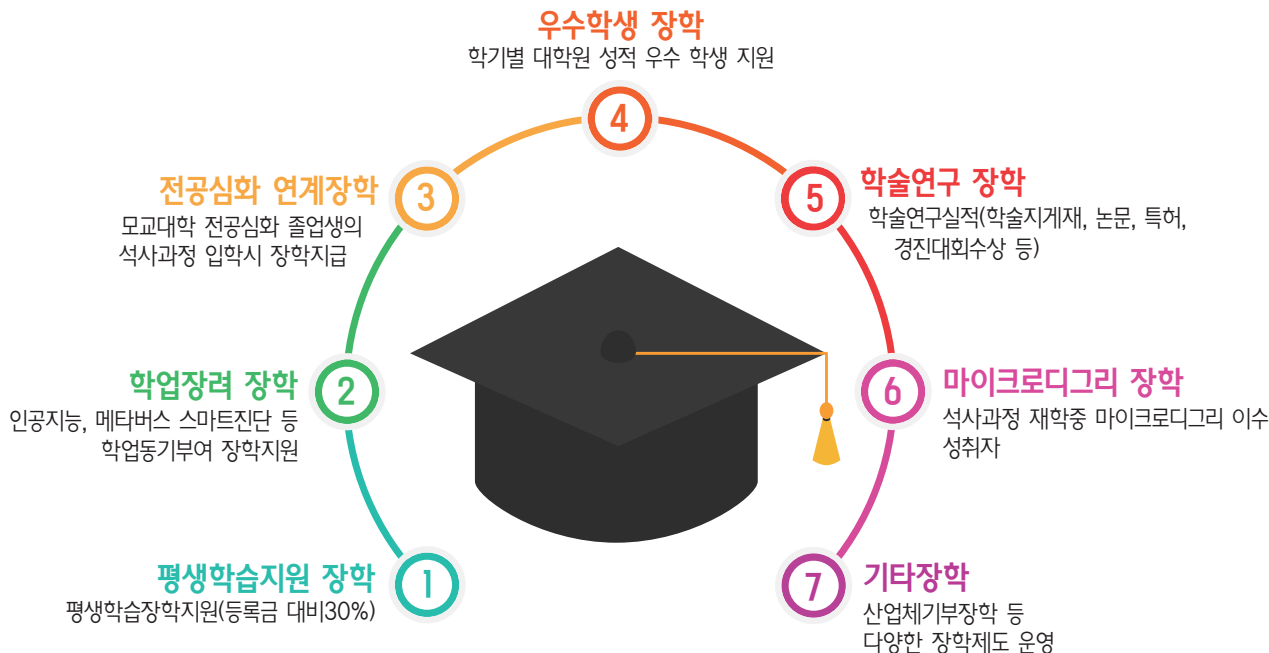 우수학생 장학
학기별 대학원 성적 우수 학생 지원
4
전공심화 연계장학
3
모교대학 전공심화 졸업생의
석사과정 입학시 장학지급
5
학술연구 장학
학술연구실적(학술지게재, 논문, 특허,
경진대회수상 등)
학업장려 장학
2
인공지능, 메타버스 스마트진단 등
학업동기부여 장학지원
6
마이크로디그리 장학
석사과정 재학중 마이크로디그리 이수
성취자
평생학습지원 장학
1
평생학습장학지원(등록금 대비30%)
7
기타장학
산업체기부장학 등
다양한 장학제도 운영